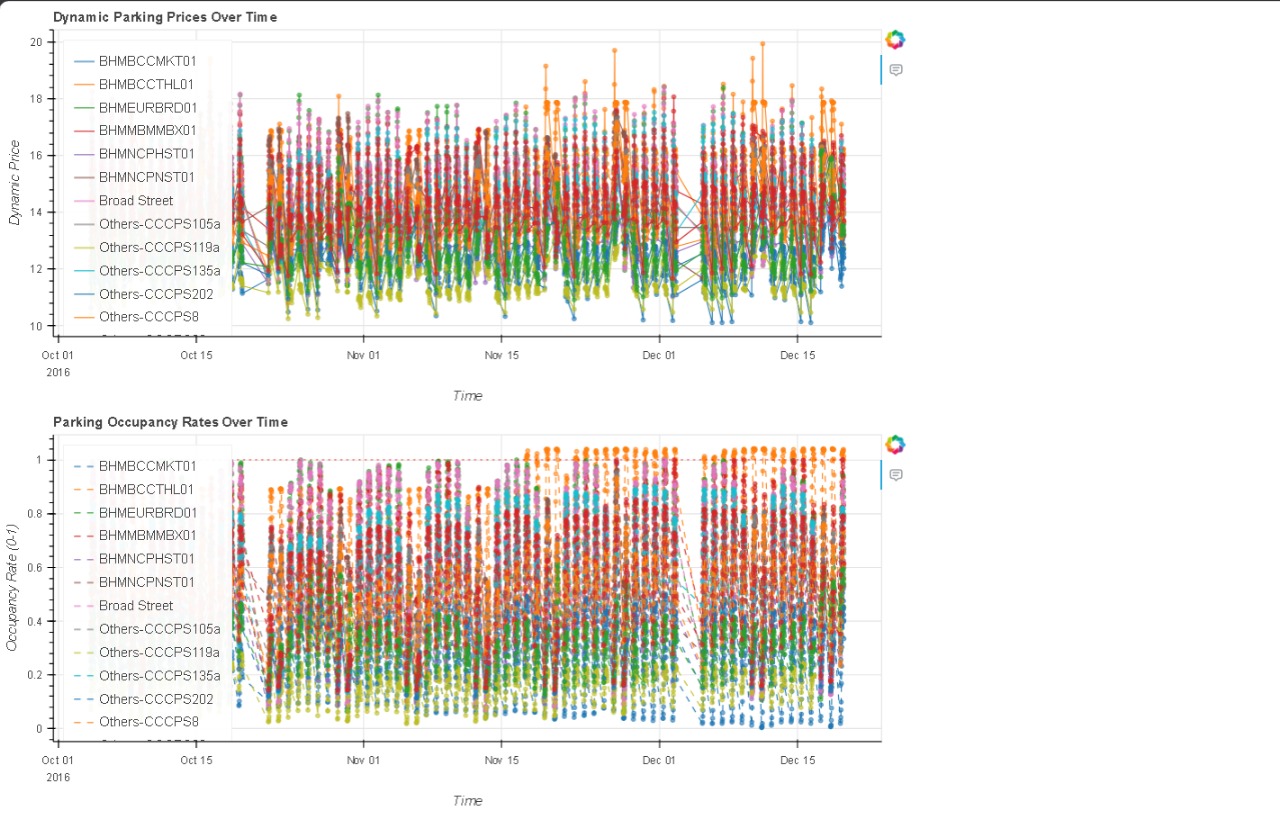 Dynamic Parking Prices Over Time
20
18
16
14
12
10
Dynamic Price
BHMBCCMKT01
BHMBCCTHL01
BHMEURBRD01
BHMMBMMBX01
BHMNCPHST01
BHMNCPNST01
Broad Street
Others-CCCPS105a
Others-CCCPS119a
Others-CCCPS135a
Others-CCCPS202
Others-CCCPS8
Oct 01 Oct 15 Nov 01 Nov 15 Dec 01 Dec 15
2016
Time
Parking Occupancy Rates Over Time
1
0.8
0.6
0.4
0.2
0
Occupancy Rate (0-1)
BHMBCCMKT01
BHMBCCTHL01
BHMEURBRD01
BHMMBMMBX01
BHMNCPHST01
BHMNCPNST01
Broad Street
Others-CCCPS105a
Others-CCCPS119a
Others-CCCPS135a
Others-CCCPS202
Others-CCCPS8
Oct 01 Oct 15 Nov 01 Nov 15 Dec 01 Dec 15
2016
Time